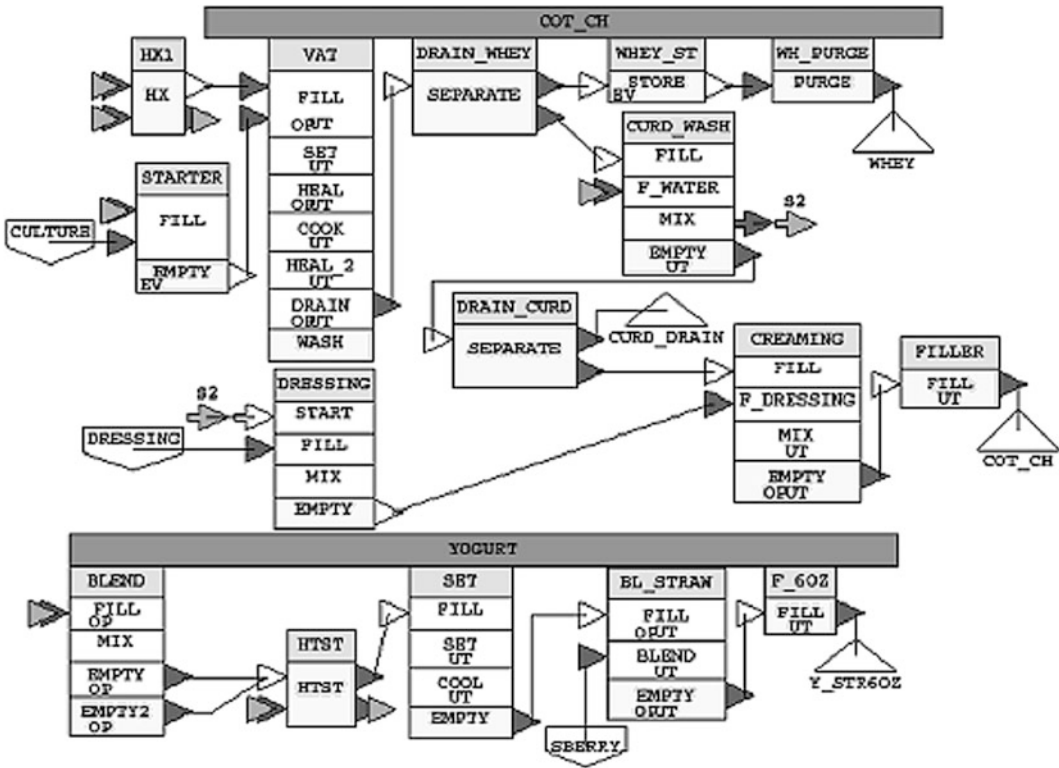 COT_CH
HX1
HX
VAT
FILL
OPUT
SET
UT
HEAL
OPUT
COOK
UT
HEAL_2
UT
DRAIN
OPUT
WASH
DRAIN_WHEY
SEPARATE
WHEY_ST
STORE
EV
WH_PURGE
PURGE
WHEY
STARTER
FILL
EMPTY
EV
CULTURE
CURD_WASH
FILL
F_WATER
MIX
EMPTY
UT
S2
DRAIN_CURD
SEPARATE
CURD_DRAIN
CREAMING
FILL
F_DRESSING
MIX
UT
EMPTY
OPUT
FILLER
FILL
UT
COT_CH
S2
DRESSING
START
FILL
MIX
EMPTY
DRESSING
YOGURT
BLEND
FILL
OP
MIX
EMPTY
OP
EMPTY2
OP
HTST
HTST
SET
FILL
SET
UT
COOL
UT
EMPTY
BL_STRAW
FILL
OPUT
BLEND
UT
EMPTY
OPUT
SBERRY
F_6OZ
FILL
UT
Y_STR6OZ